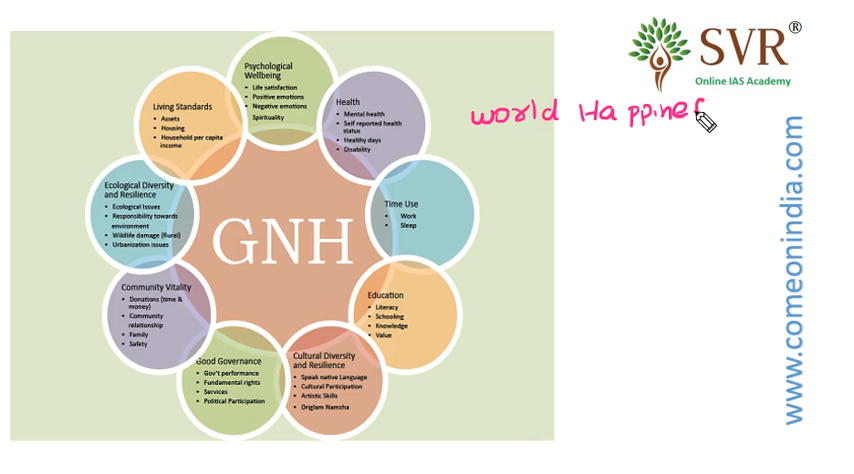 SVR®
Online IAS Academy
world Happines
www.comeonindia.com
GNH
Psychological
Wellbeing
• Life satisfaction
• Positive emotions
• Negative emotions
Spirituality
Health
• Mental health
• Self reported health
status
• Healthy days
• Disability
Time Use
• Work
• Sleep
Education
• Literacy
• Schooling
• Knowledge
• Value
Cultural Diversity
and Resilience
• Speak native Language
• Cultural Participation
• Artistic Skills
• Driglam Namzha
Good Governance
• Gov't performance
• Fundamental rights
• Services
• Political Participation
Community Vitality
• Donations (time &
money)
• Community
relationship
• Family
• Safety
Ecological Diversity
and Resilience
• Ecological Issues
• Responsibility towards
environment
• Wildlife damage (Rural)
• Urbanization issues
Living Standards
• Assets
• Housing
• Household per capita
income